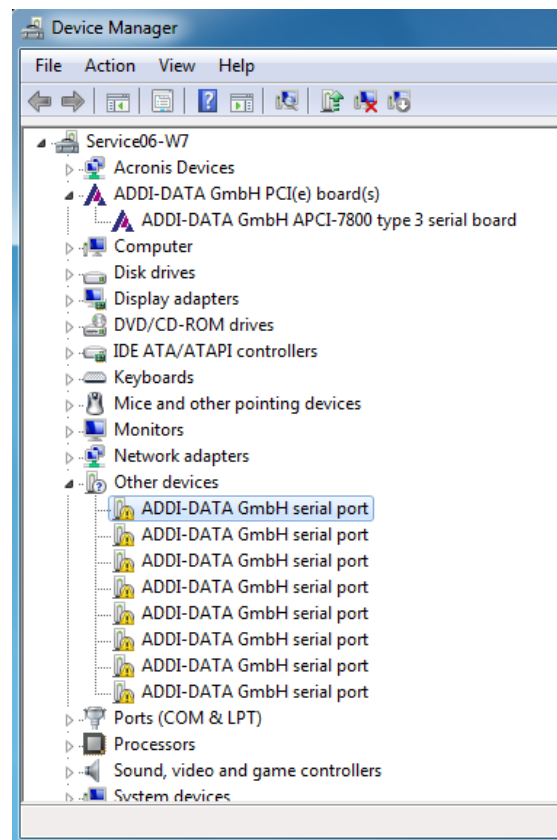 Device Manager
File Action View Help
Service06-W7
Acronis Devices
ADDI-DATA GmbH PCI(e) board(s)
ADDI-DATA GmbH APCI-7800 type 3 serial board
Computer
Disk drives
Display adapters
DVD/CD-ROM drives
IDE ATA/ATAPI controllers
Keyboards
Mice and other pointing devices
Monitors
Network adapters
Other devices
ADDI-DATA GmbH serial port
ADDI-DATA GmbH serial port
ADDI-DATA GmbH serial port
ADDI-DATA GmbH serial port
ADDI-DATA GmbH serial port
ADDI-DATA GmbH serial port
ADDI-DATA GmbH serial port
ADDI-DATA GmbH serial port
Ports (COM & LPT)
Processors
Sound, video and game controllers
System devices